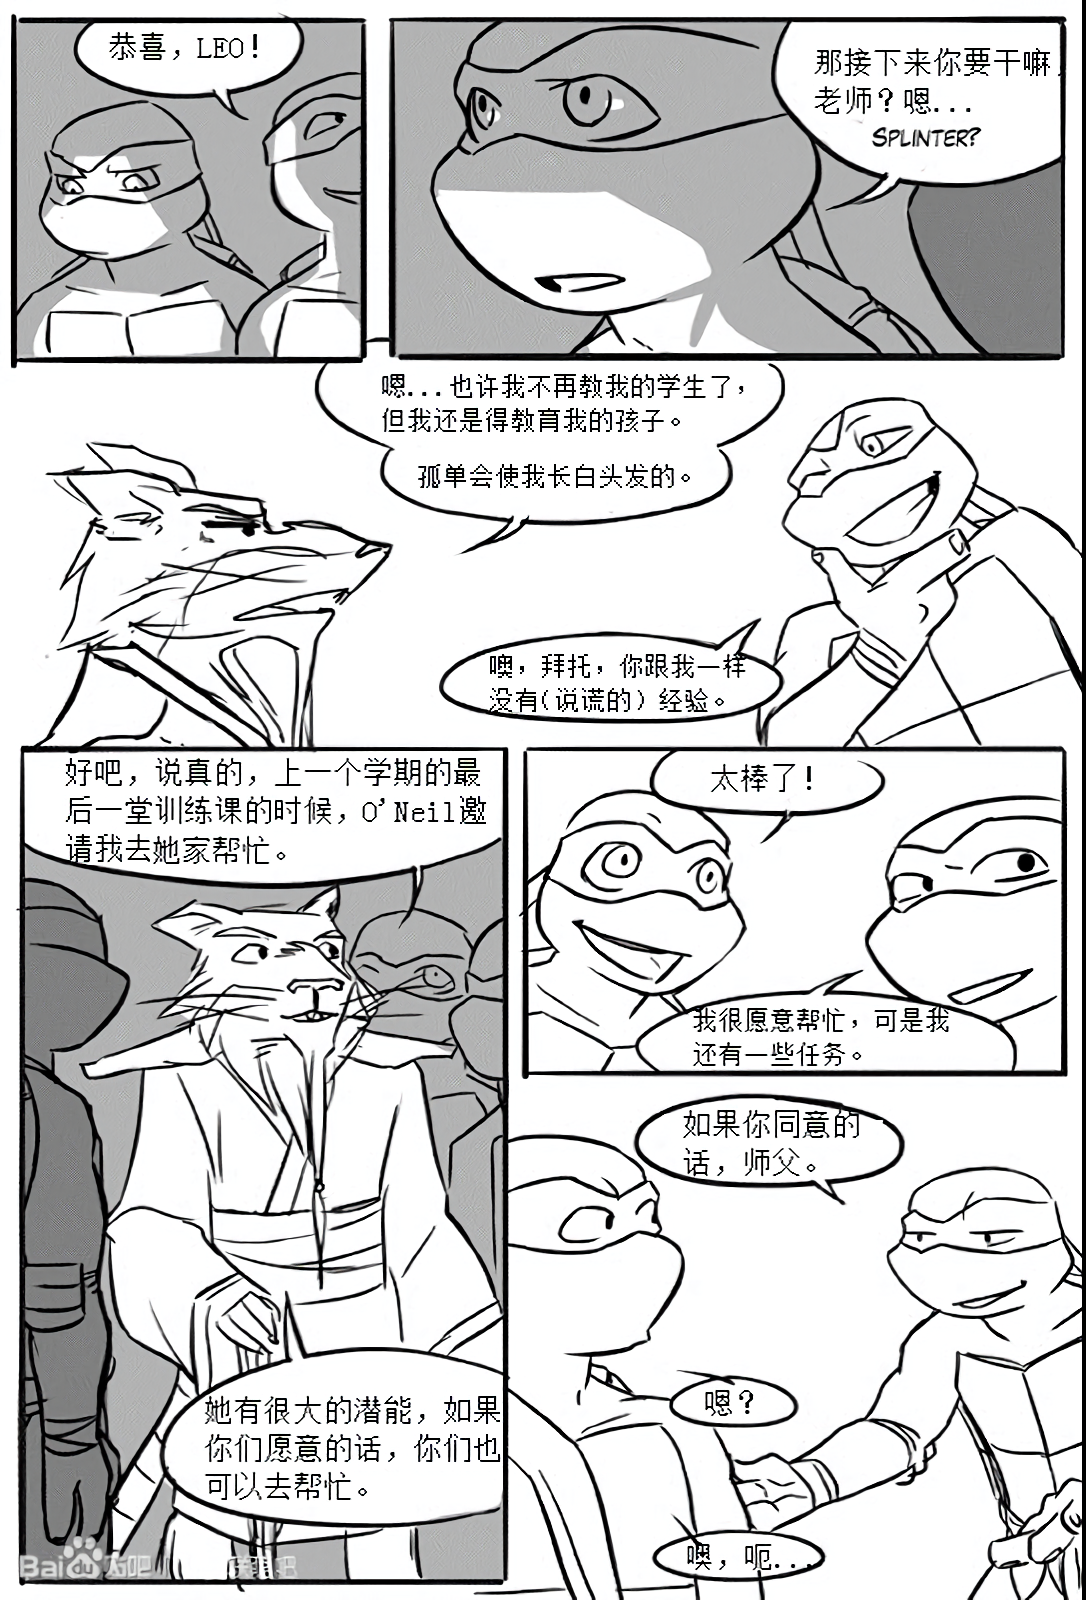 恭喜，LEO！
那接下来你要干嘛，
老师？嗯...
SPLINTER?
嗯...也许我不再教我的学生了，
但我还是得教育我的孩子。
孤单会使我长白头发的。
噢，拜托，你跟我一样
没有(说谎的）经验。
好吧，说真的，上一个学期的最
后一堂训练课的时候，O'Neil邀
请我去她家帮忙。
太棒了！
我很愿意帮忙，可是我
还有一些任务。
如果你同意的
话，师父。
嗯？
她有很大的潜能，如果
你们愿意的话，你们也
可以去帮忙。
噢，呃...
Bai
吧